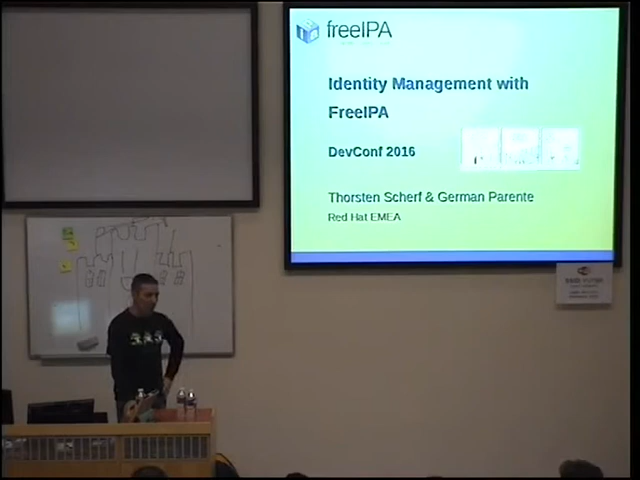 freeIPA
Identity Management with
FreeIPA
DevConf 2016
Thorsten Scherf & German Parente
Red Hat EMEA